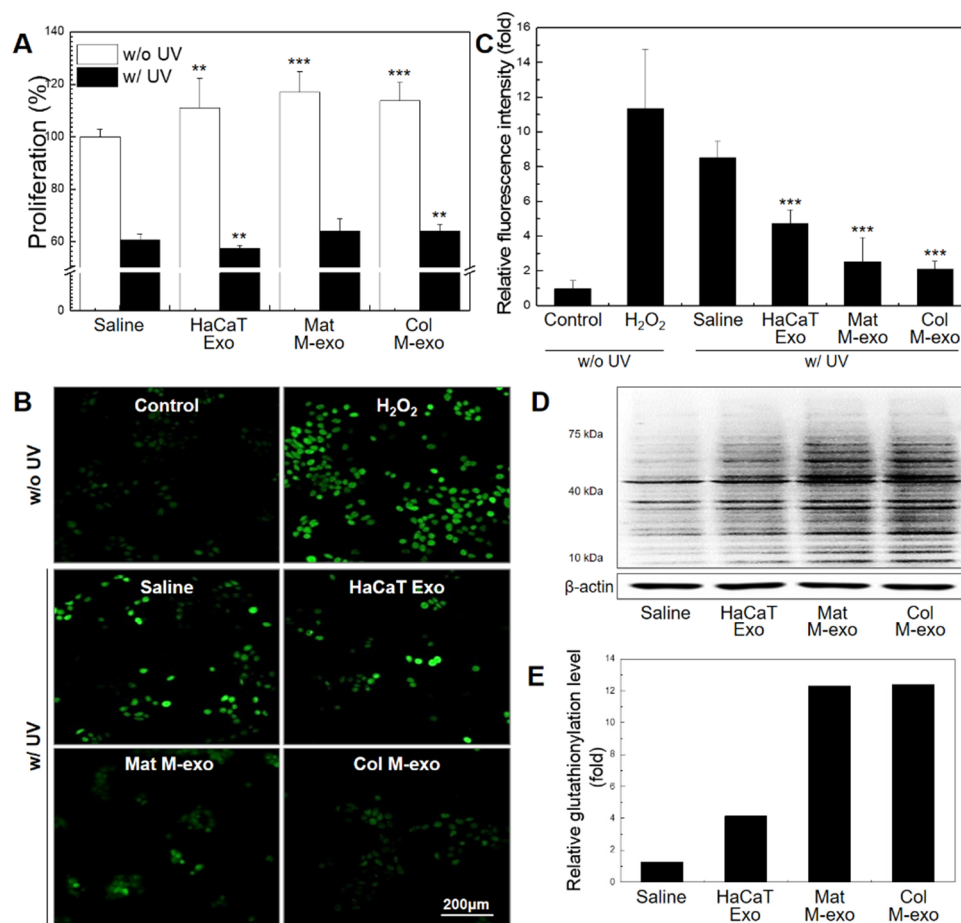 A
Proliferation (%)
140
120
100
80
60
0
w/o UV
w/ UV
**
***
***
**
**
Saline
HaCaT
Exo
Mat
M-exo
Col
M-exo
C
Relative fluorescence intensity (fold)
16
14
12
10
8
6
4
2
0
***
***
***
Control
H₂O₂
Saline
HaCaT
Exo
Mat
M-exo
Col
M-exo
w/o UV
w/ UV
B
w/o UV
Control
H₂O₂
w/ UV
Saline
HaCaT Exo
Mat M-exo
Col M-exo
200μm
D
75 kDa
40 kDa
10 kDa
β-actin
Saline
HaCaT
Exo
Mat
M-exo
Col
M-exo
E
Relative glutathionylation level
(fold)
14
12
10
8
6
4
2
0
Saline
HaCaT
Exo
Mat
M-exo
Col
M-exo